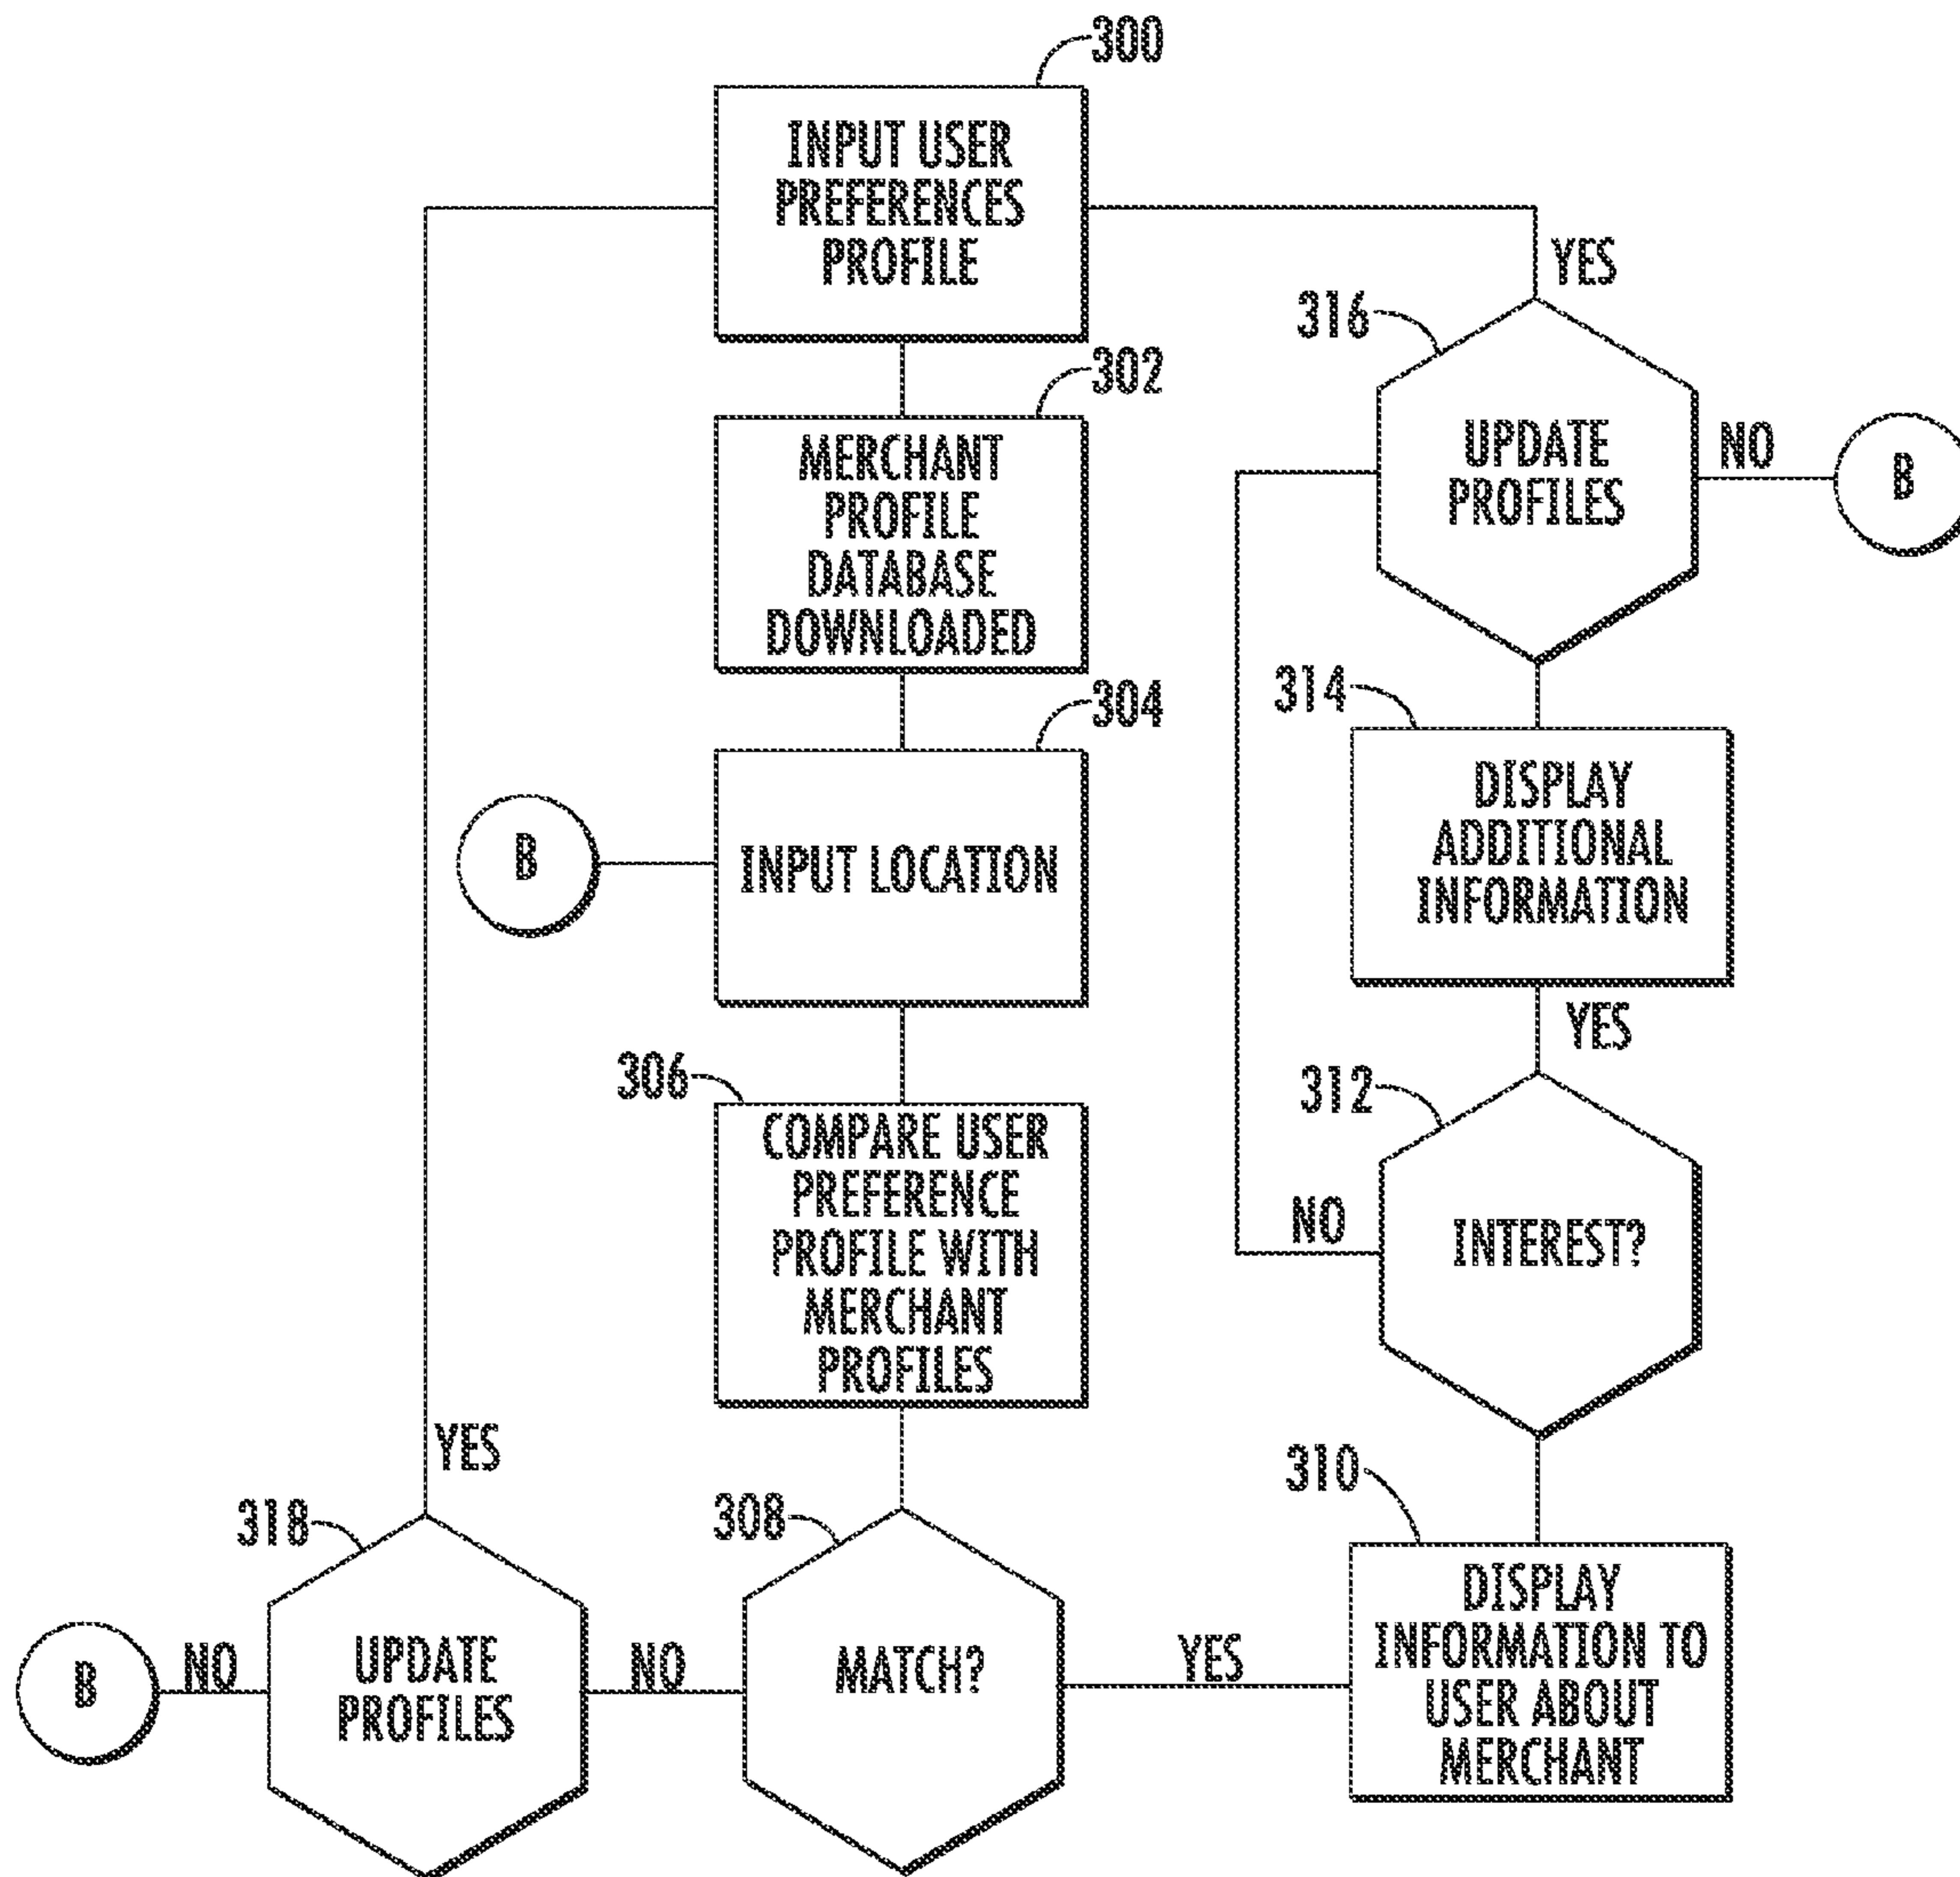 300
INPUT USER
PREFERENCES
PROFILE
302
MERCHANT
PROFILE
DATABASE
DOWNLOADED
304
B
INPUT LOCATION
306
COMPARE USER
PREFERENCE
PROFILE WITH
MERCHANT
PROFILES
YES
318
UPDATE
PROFILES
NO
B
NO
308
MATCH?
YES
310
DISPLAY
INFORMATION TO
USER ABOUT
MERCHANT
312
INTEREST?
NO
YES
314
DISPLAY
ADDITIONAL
INFORMATION
316
UPDATE
PROFILES
YES
NO
B